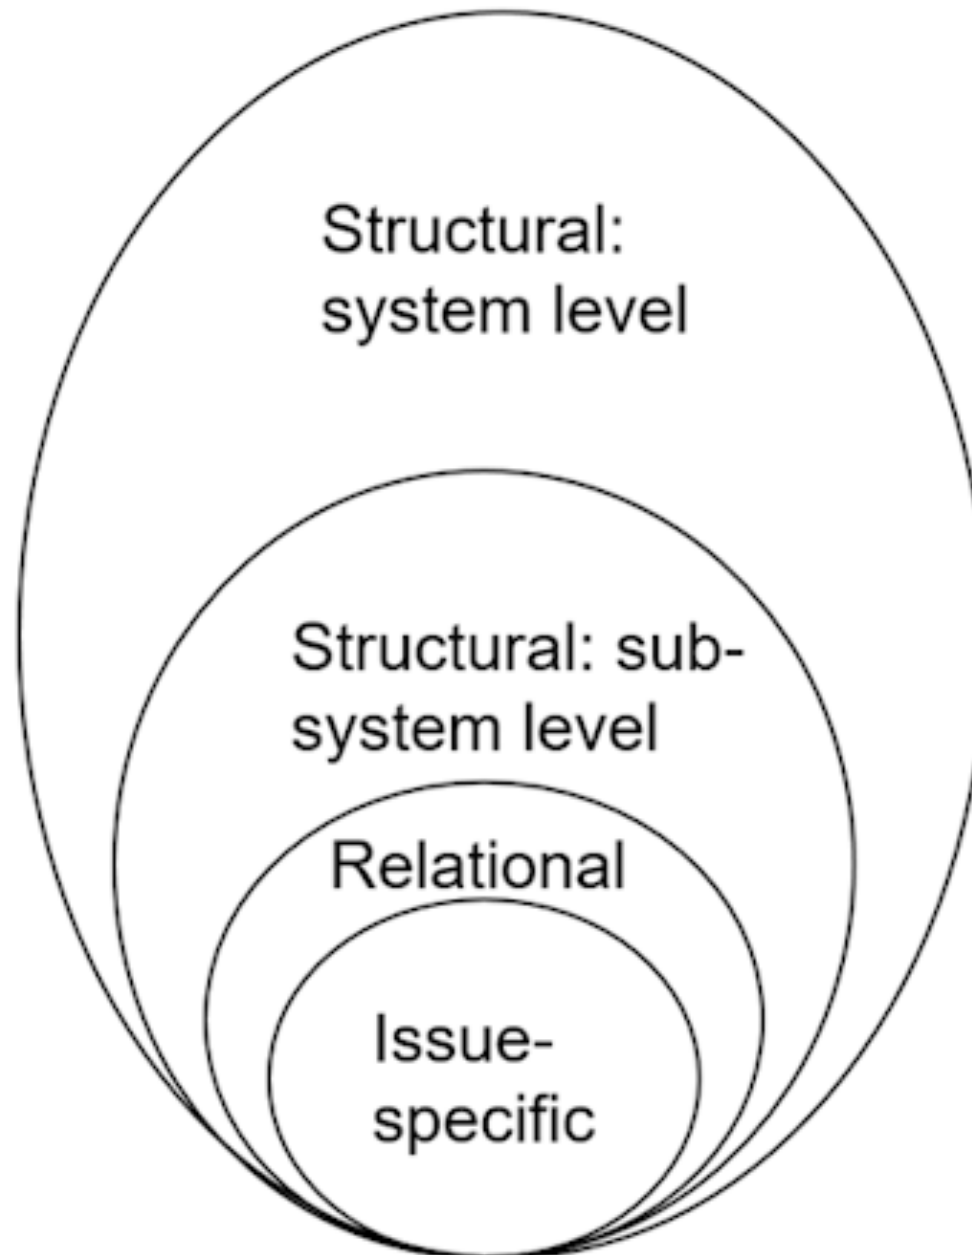 Structural:
system level
Structural: sub-
system level
Relational
Issue-
specific